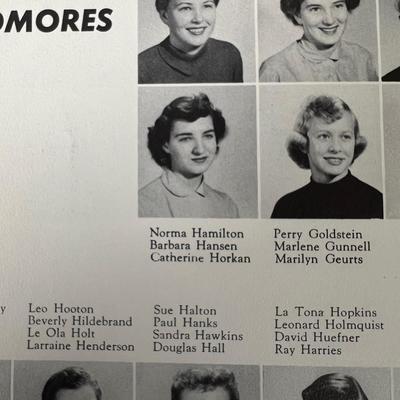 OMORES
Norma Hamilton
Barbara Hansen
Catherine Horkan
Perry Goldstein
Marlene Gunnell
Marilyn Geurts
Leo Hooton
Beverly Hildebrand
Le Ola Holt
Larraine Henderson
Sue Halton
Paul Hanks
Sandra Hawkins
Douglas Hall
La Tona Hopkins
Leonard Holmquist
David Huefner
Ray Harries